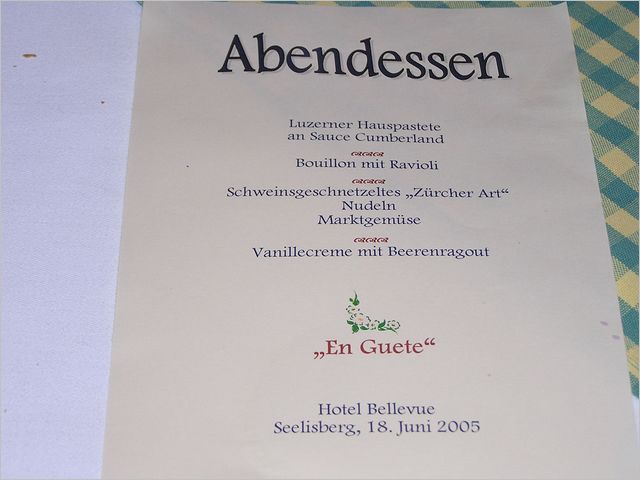 Abendessen
Luzerner Hauspastete
an Sauce Cumberland
Bouillon mit Ravioli
Schweinsgeschnetzeltes „Zürcher Art“
Nudeln
Marktgemüse
Vanillecreme mit Beerenragout
„En Guete“
Hotel Bellevue
Seelisberg, 18. Juni 2005